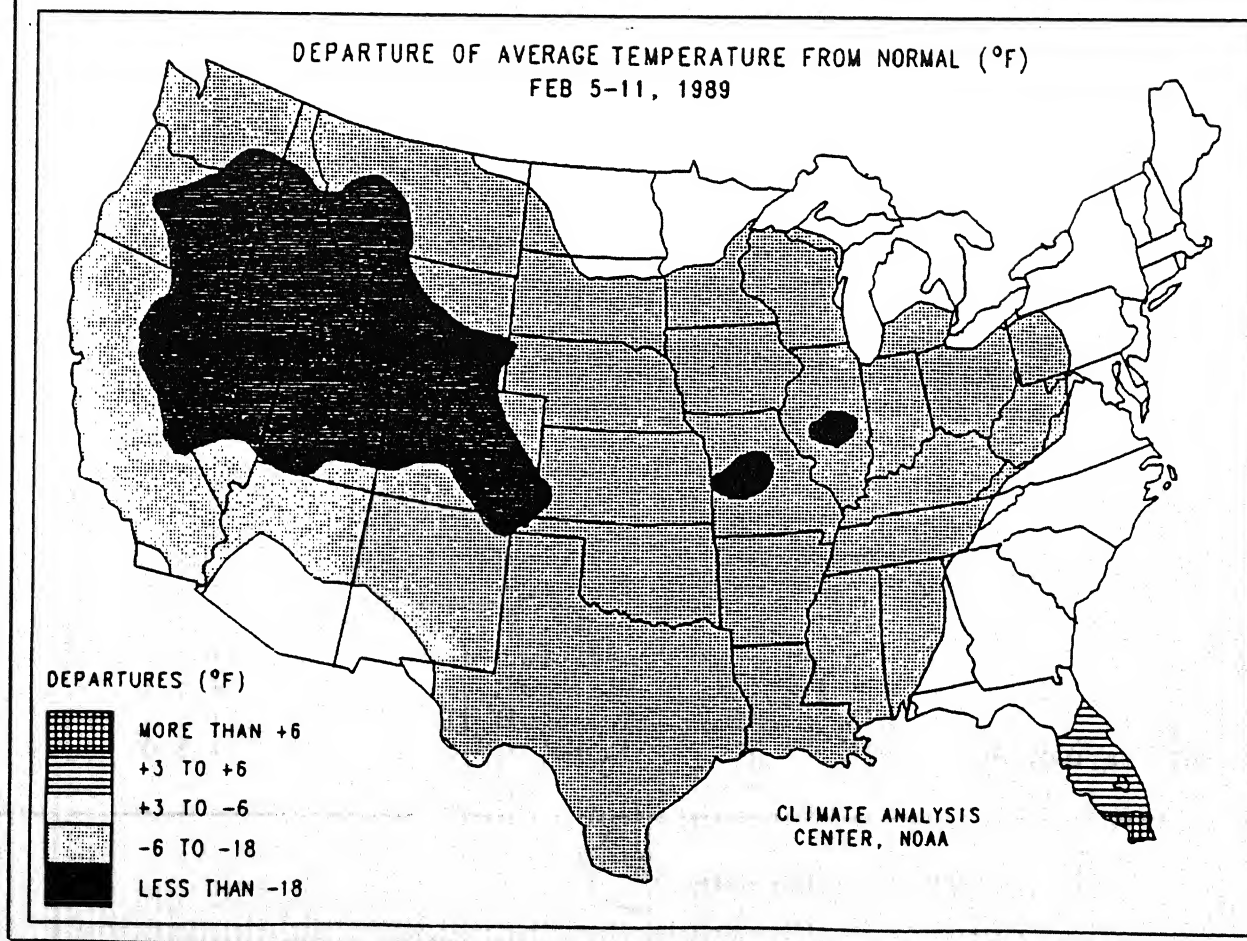 DEPARTURE OF AVERAGE TEMPERATURE FROM NORMAL (°F)
FEB 5-11, 1989
DEPARTURES (°F)
MORE THAN +6
+3 TO +6
+3 TO -6
-6 TO -18
LESS THAN -18
CLIMATE ANALYSIS
CENTER, NOAA